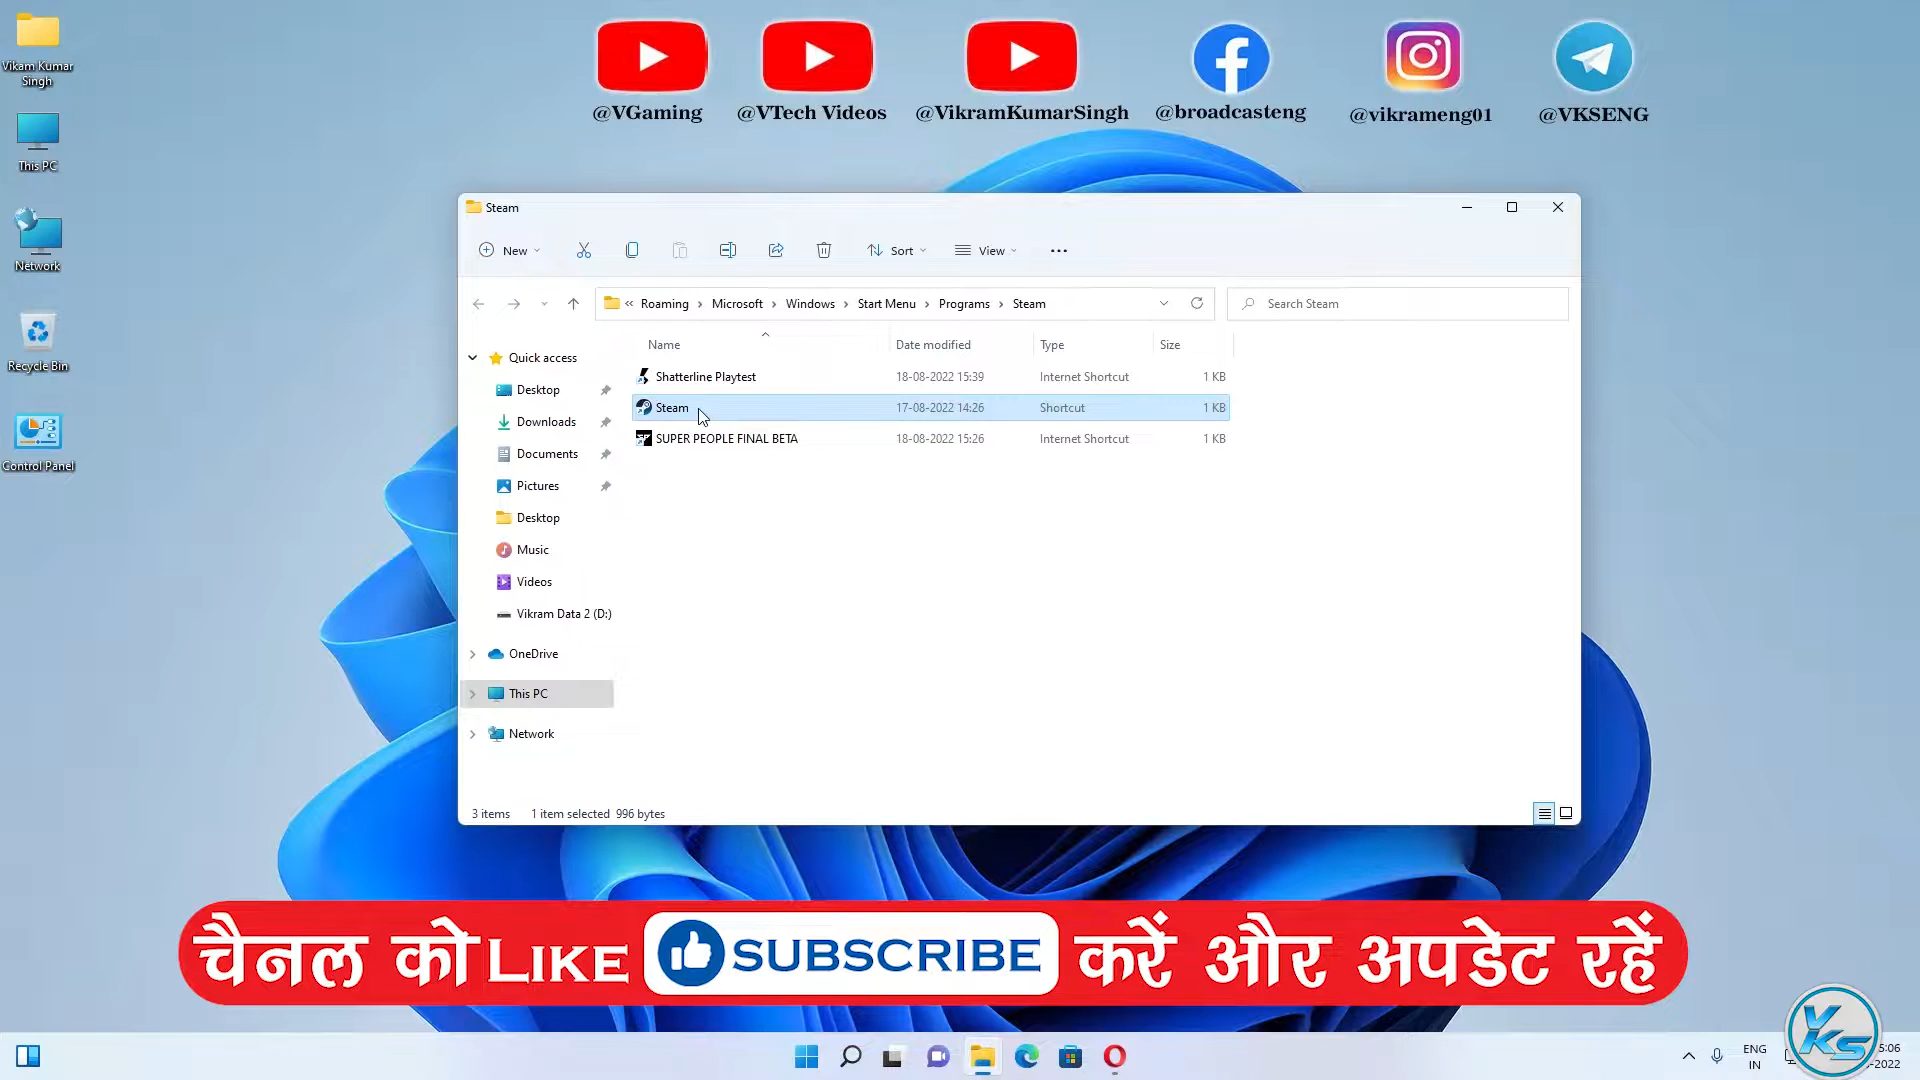 Vikam Kumar
Singh
This PC
Network
Recycle Bin
Control Panel
@VGaming
@VTech Videos
@VikramKumarSingh
@broadcasteng
@vikrameng01
@VKSENG
Steam
New
Sort
View
« Roaming > Microsoft > Windows > Start Menu > Programs > Steam
Search Steam
Name Date modified Type Size
Shatterline Playtest 18-08-2022 15:39 Internet Shortcut 1 KB
Steam 17-08-2022 14:26 Shortcut 1 KB
SUPER PEOPLE FINAL BETA 18-08-2022 15:26 Internet Shortcut 1 KB
Quick access
Desktop
Downloads
Documents
Pictures
Desktop
Music
Videos
Vikram Data 2 (D:)
OneDrive
This PC
Network
3 items 1 item selected 996 bytes
चैनल को LIKE SUBSCRIBE करें और अपडेट रहें
ENG
IN
VKS